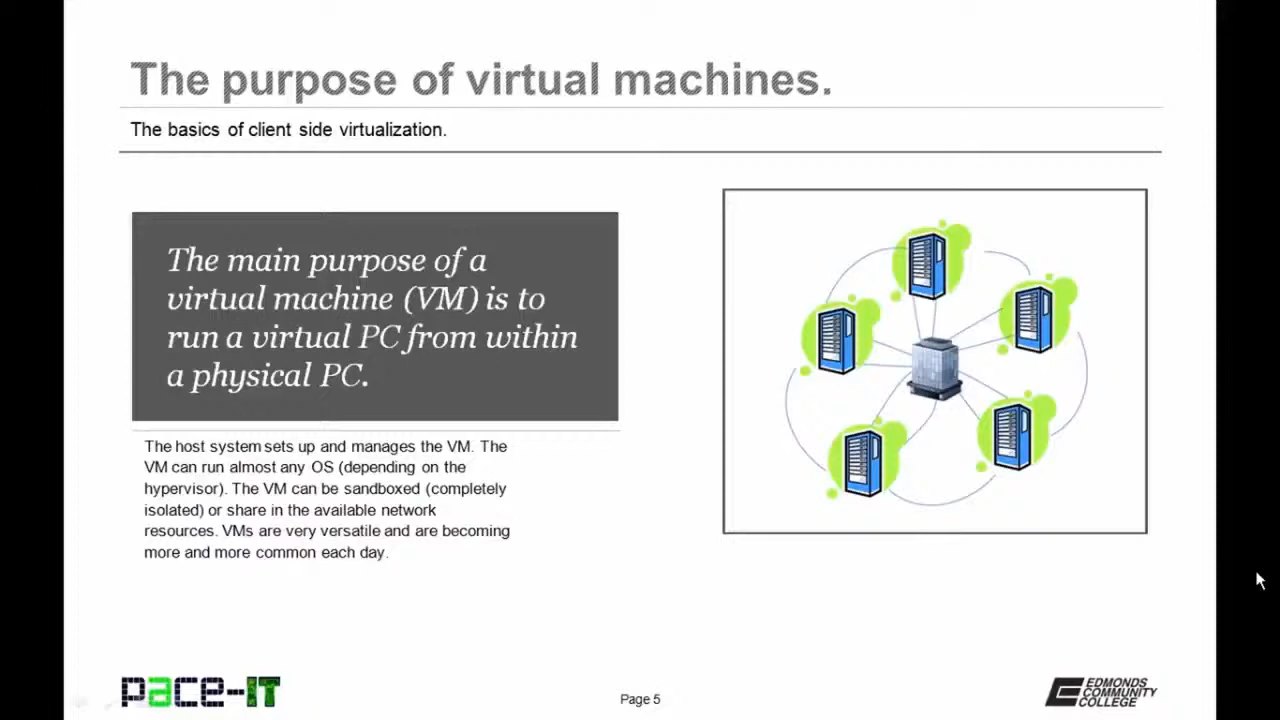 The purpose of virtual machines.
The basics of client side virtualization.
The main purpose of a
virtual machine (VM) is to
run a virtual PC from within
a physical PC.
The host system sets up and manages the VM. The
VM can run almost any OS (depending on the
hypervisor). The VM can be sandboxed (completely
isolated) or share in the available network
resources. VMs are very versatile and are becoming
more and more common each day.
pace-IT
Page 5
EDMONDS
COMMUNITY
COLLEGE